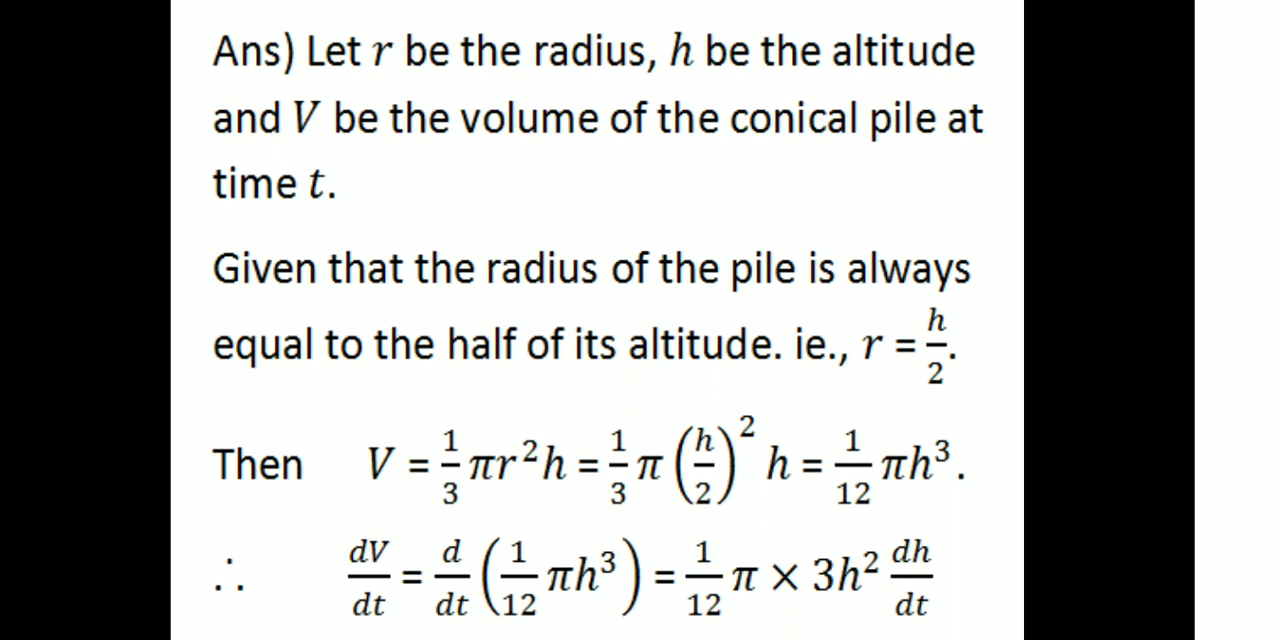 Ans) Let r be the radius, h be the altitude
and V be the volume of the conical pile at
time t.
Given that the radius of the pile is always
equal to the half of its altitude. ie., r = h/2.
Then V = 1/3 πr²h = 1/3 π (h/2)² h = 1/12 πh³.
∴ dV/dt = d/dt (1/12 πh³) = 1/12 π × 3h² dh/dt